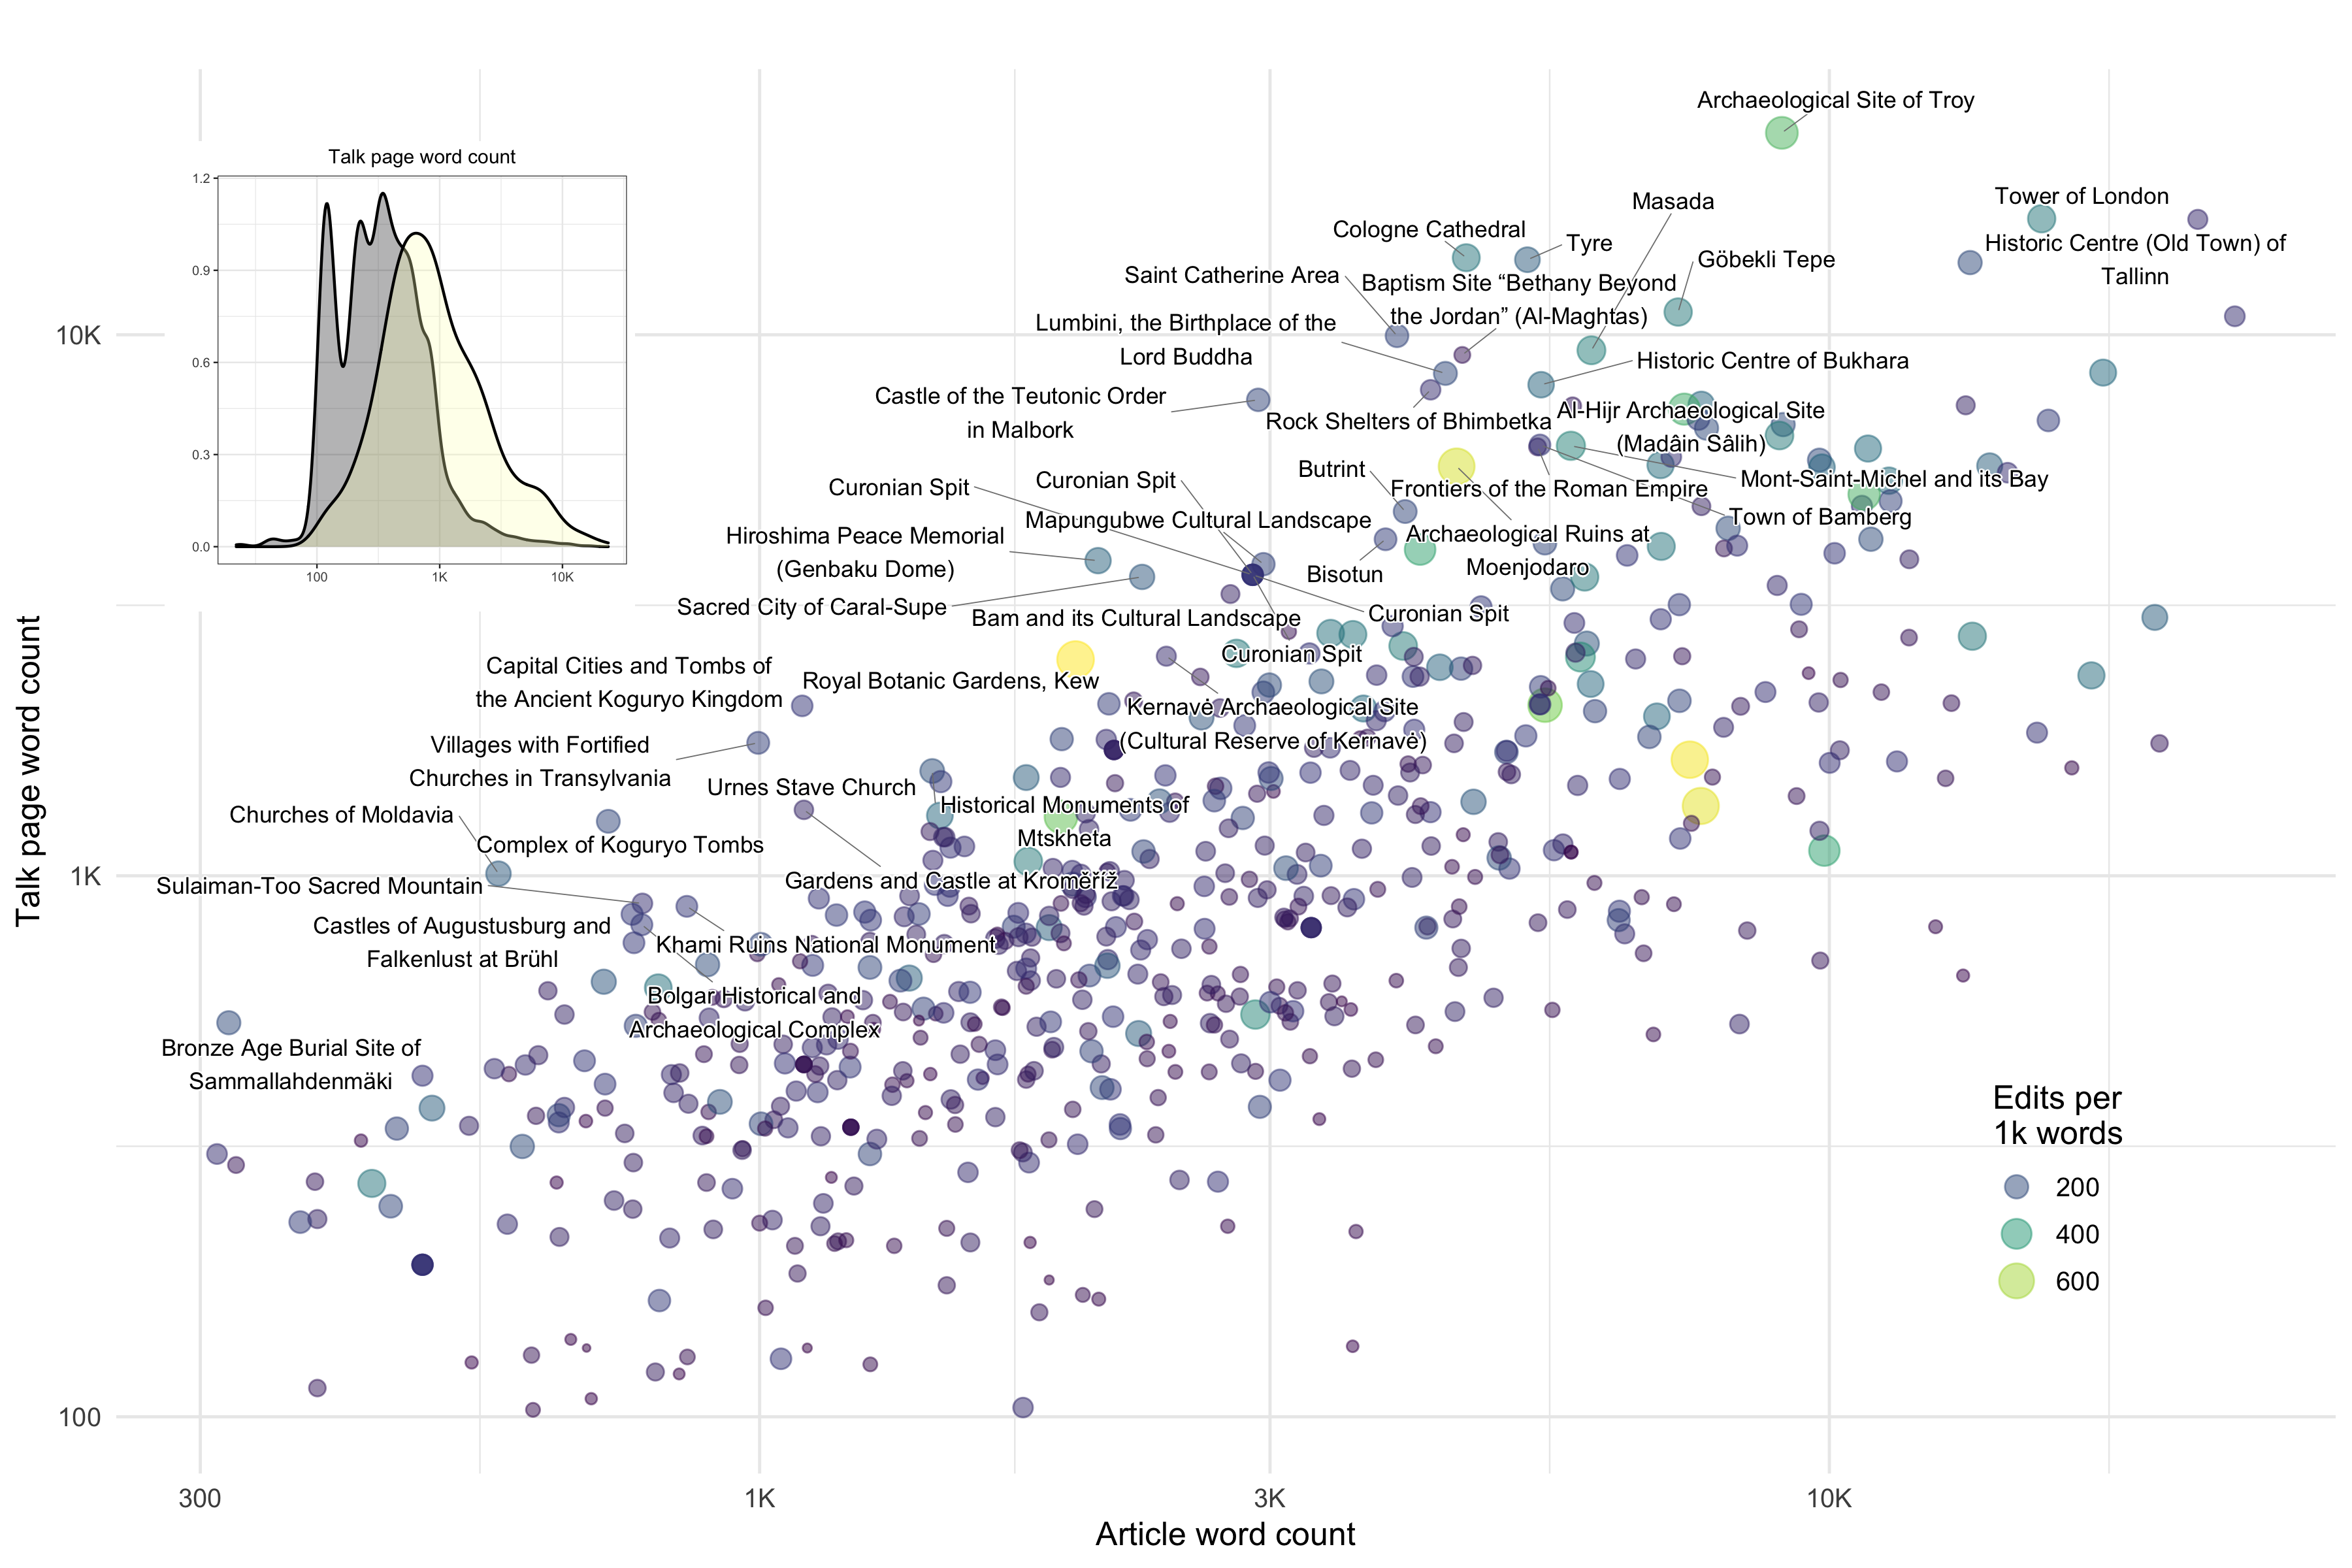 Archaeological Site of Troy
Talk page word count
1.2
0.9
0.6
0.3
0.0
100
1K
10K
Masada
Tower of London
Cologne Cathedral
Tyre
Historic Centre (Old Town) of
Tallinn
Göbekli Tepe
Saint Catherine Area
Baptism Site “Bethany Beyond
the Jordan” (Al-Maghtas)
Lumbini, the Birthplace of the
Lord Buddha
10K
Historic Centre of Bukhara
Castle of the Teutonic Order
in Malbork
Rock Shelters of Bhimbetka
Al-Hijr Archaeological Site
(Madâin Sâlih)
Butrint
Curonian Spit
Curonian Spit
Mont-Saint-Michel and its Bay
Frontiers of the Roman Empire
Mapungubwe Cultural Landscape
Town of Bamberg
Hiroshima Peace Memorial
(Genbaku Dome)
Archaeological Ruins at
Moenjodaro
Bisotun
Sacred City of Caral-Supe
Bam and its Cultural Landscape
Curonian Spit
Curonian Spit
Capital Cities and Tombs of
the Ancient Koguryo Kingdom
Royal Botanic Gardens, Kew
Kernavė Archaeological Site
(Cultural Reserve of Kernavė)
Villages with Fortified
Churches in Transylvania
Urnes Stave Church
Historical Monuments of
Mtskheta
Churches of Moldavia
Complex of Koguryo Tombs
1K
Sulaiman-Too Sacred Mountain
Gardens and Castle at Kroměříž
Castles of Augustusburg and
Falkenlust at Brühl
Khami Ruins National Monument
Bolgar Historical and
Archaeological Complex
Bronze Age Burial Site of
Sammallahdenmäki
Edits per
1k words
200
400
600
100
Talk page word count
300
1K
3K
10K
Article word count